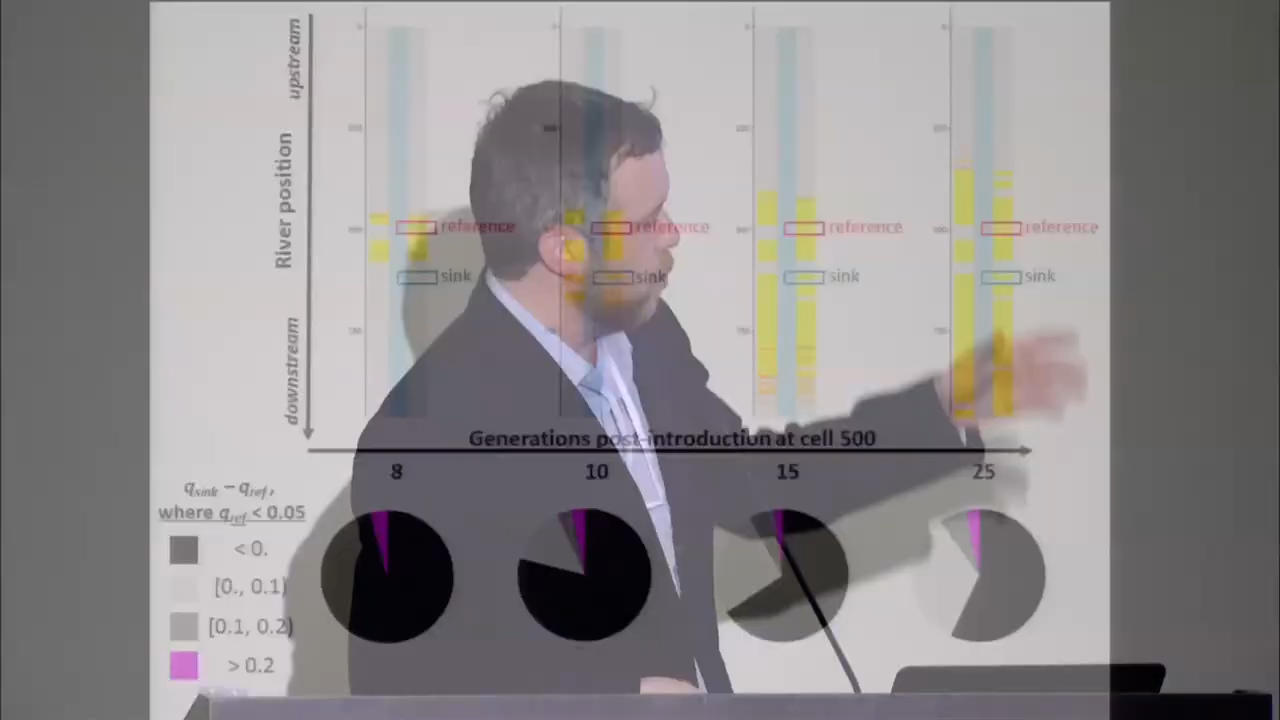 upstream
River position
downstream
reference
reference
reference
reference
sink
sink
sink
sink
Generations post-introduction at cell 500
8
10
15
25
q_sink – q_ref,
where q_ref < 0.05
< 0.
[0., 0.1)
[0.1, 0.2)
> 0.2